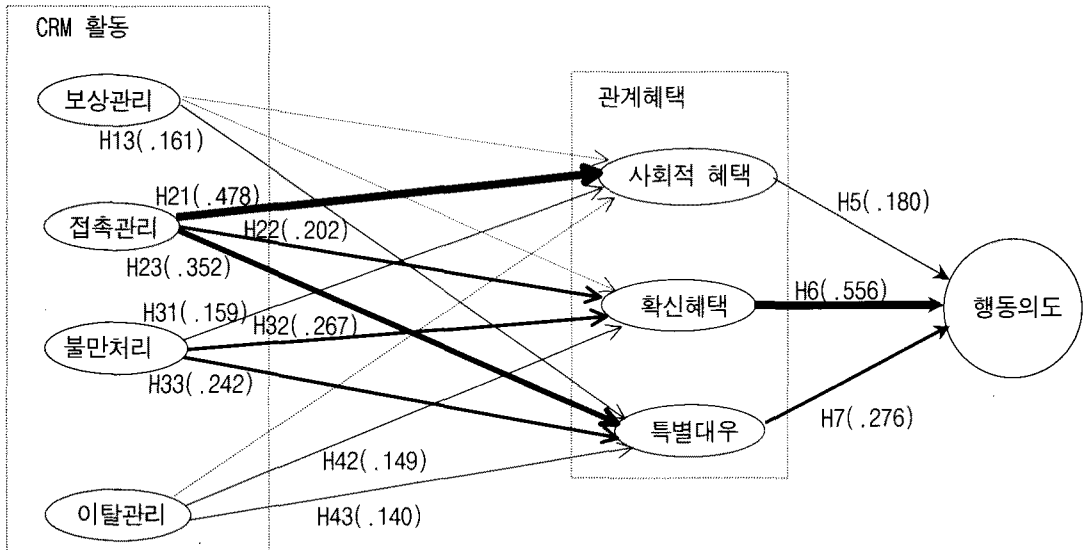 CRM 활동
보상관리
H13( .161)
관계혜택
사회적 혜택
H21( .478)
H5( .180)
접촉관리
H22( .202)
H23( .352)
확신혜택
H6( .556)
행동의도
H31( .159)
H32( .267)
불만처리
H33( .242)
특별대우
H7( .276)
H42( .149)
이탈관리
H43( .140)